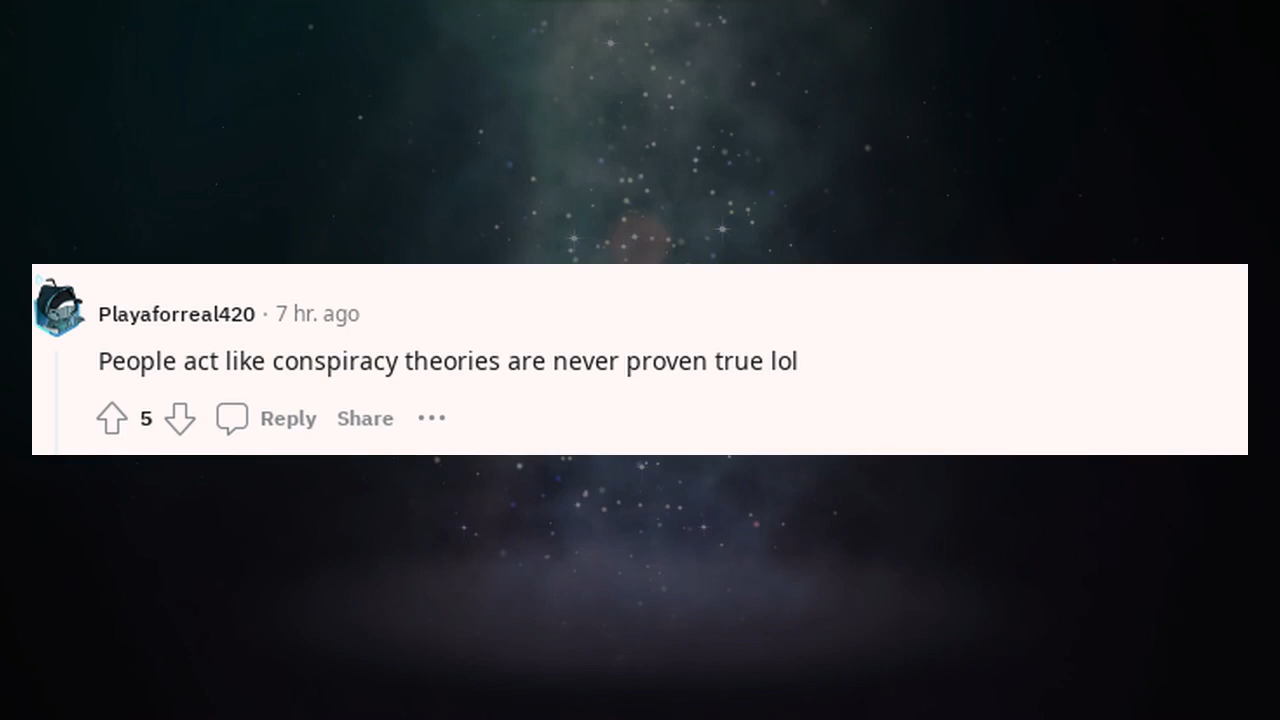 Playaforreal420 · 7 hr. ago
People act like conspiracy theories are never proven true lol
5 Reply Share ···